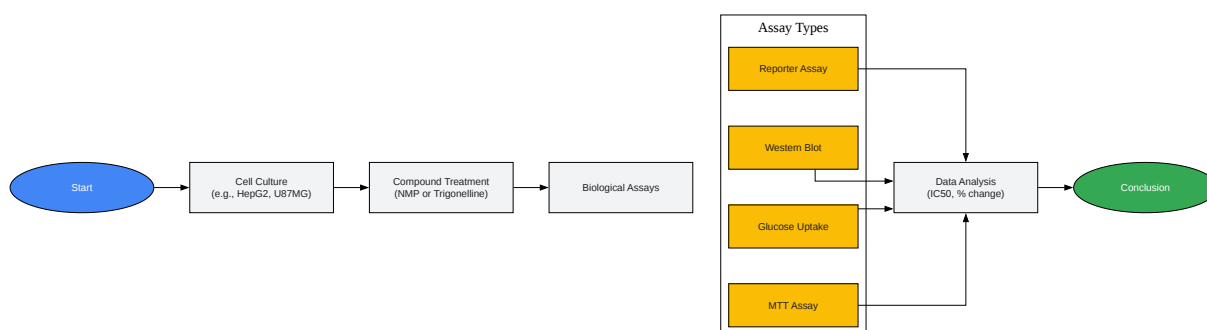 Start
Cell Culture
(e.g., HepG2, U87MG)
Compound Treatment
(NMP or Trigonelline)
Biological Assays
Assay Types
Reporter Assay
Western Blot
Glucose Uptake
MTT Assay
Data Analysis
(IC50, % change)
Conclusion